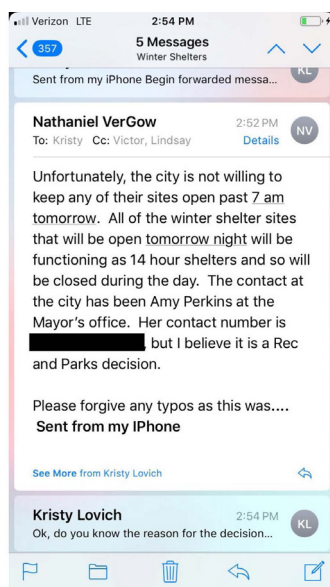 Verizon LTE 2:54 PM
357
5 Messages
Winter Shelters
Sent from my iPhone Begin forwarded messa...
KL
Nathaniel VerGow 2:52 PM
To: Kristy Cc: Victor, Lindsay Details
NV
Unfortunately, the city is not willing to
keep any of their sites open past 7 am
tomorrow. All of the winter shelter sites
that will be open tomorrow night will be
functioning as 14 hour shelters and so will
be closed during the day. The contact at
the city has been Amy Perkins at the
Mayor's office. Her contact number is
, but I believe it is a Rec
and Parks decision.
Please forgive any typos as this was....
Sent from my IPhone
See More from Kristy Lovich
Kristy Lovich 2:54 PM
Ok, do you know the reason for the decision...
KL